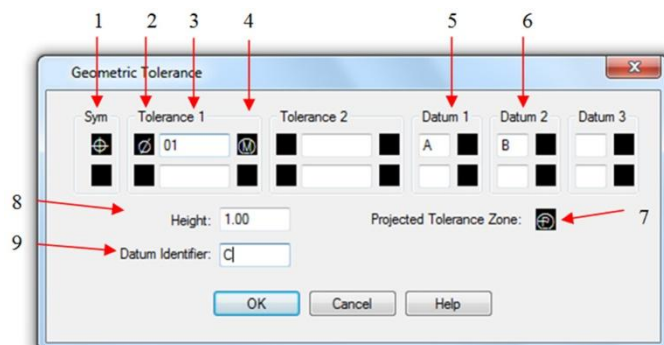 1 2 3 4 5 6
Geometric Tolerance
Sym Tolerance 1 Tolerance 2 Datum 1 Datum 2 Datum 3
⌖ Ø 01 Ⓜ A B
8 Height: 1.00 Projected Tolerance Zone: Ⓟ 7
9 Datum Identifier: C
OK Cancel Help